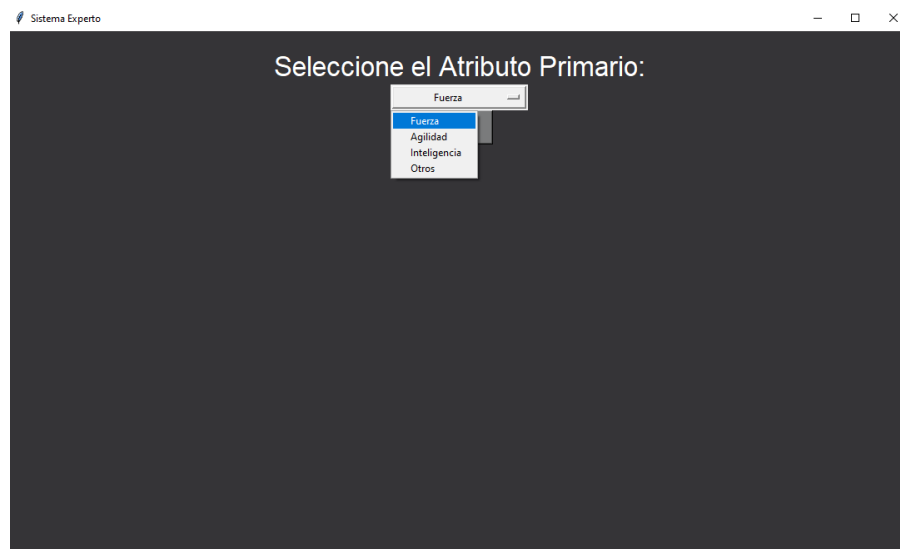 Sistema Experto
Seleccione el Atributo Primario:
Fuerza
Fuerza
Agilidad
Inteligencia
Otros